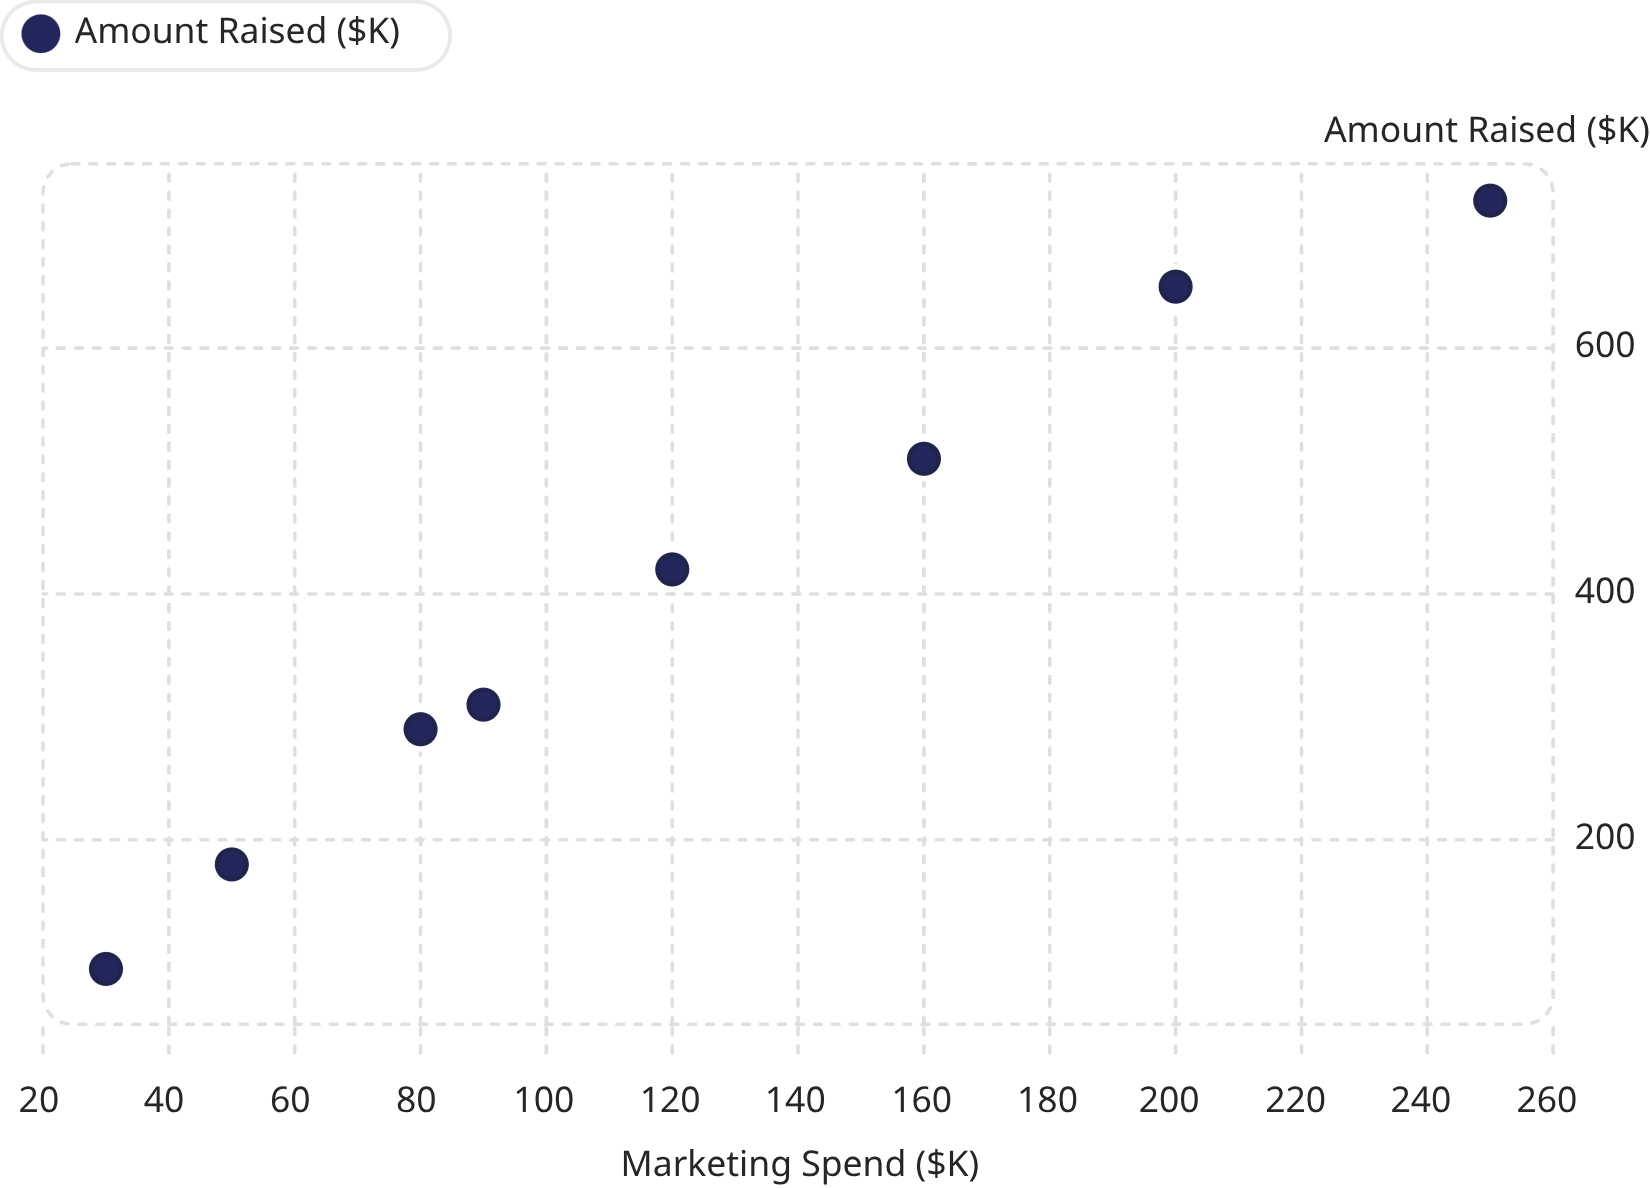 Amount Raised ($K)
Amount Raised ($K)
600
400
200
20 40 60 80 100 120 140 160 180 200 220 240 260
Marketing Spend ($K)